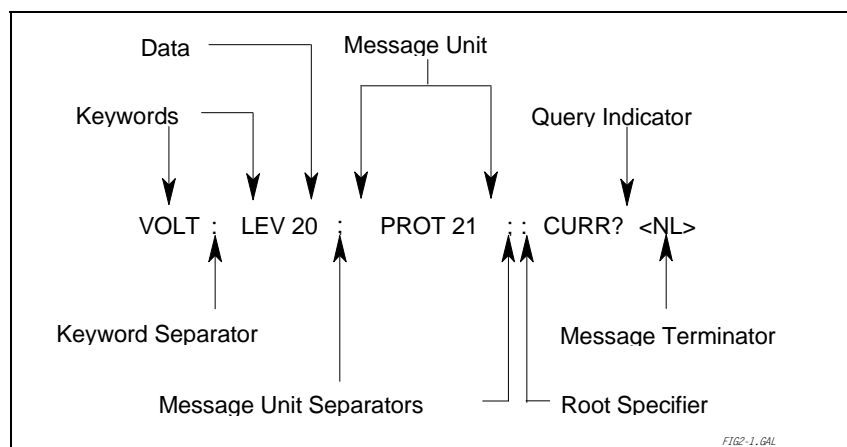 Data
Message Unit
Keywords
Query Indicator
VOLT : LEV 20 ; PROT 21 ; : CURR? <NL>
Keyword Separator
Message Terminator
Message Unit Separators
Root Specifier
FIG2-1.GAL